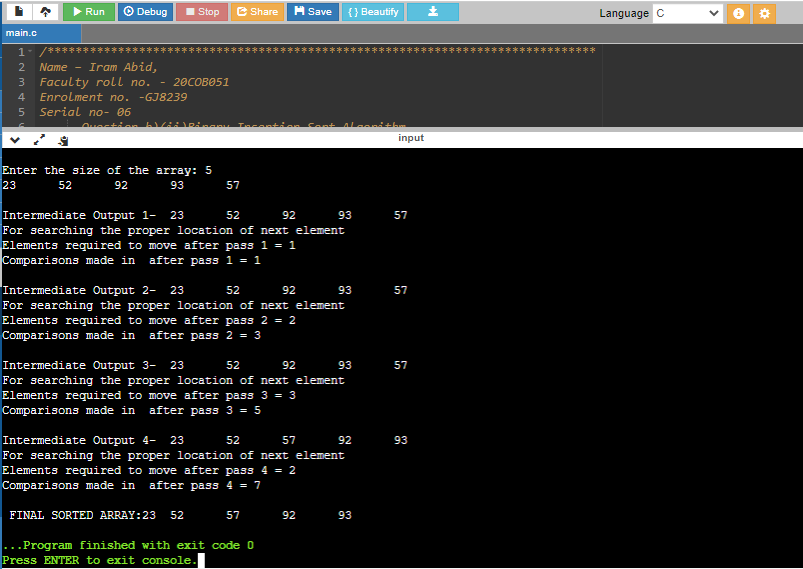 Run Debug Stop Share Save { } Beautify Language C
main.c
1 /******************************************************************************
2 Name – Iram Abid,
3 Faculty roll no. - 20COB051
4 Enrolment no. -GJ8239
5 Serial no- 06
6 Question b)(ii)Binary Insertion Sort Algorithm
input
Enter the size of the array: 5
23 52 92 93 57
Intermediate Output 1- 23 52 92 93 57
For searching the proper location of next element
Elements required to move after pass 1 = 1
Comparisons made in  after pass 1 = 1
Intermediate Output 2- 23 52 92 93 57
For searching the proper location of next element
Elements required to move after pass 2 = 2
Comparisons made in  after pass 2 = 3
Intermediate Output 3- 23 52 92 93 57
For searching the proper location of next element
Elements required to move after pass 3 = 3
Comparisons made in  after pass 3 = 5
Intermediate Output 4- 23 52 57 92 93
For searching the proper location of next element
Elements required to move after pass 4 = 2
Comparisons made in  after pass 4 = 7
FINAL SORTED ARRAY:23 52 57 92 93
...Program finished with exit code 0
Press ENTER to exit console.